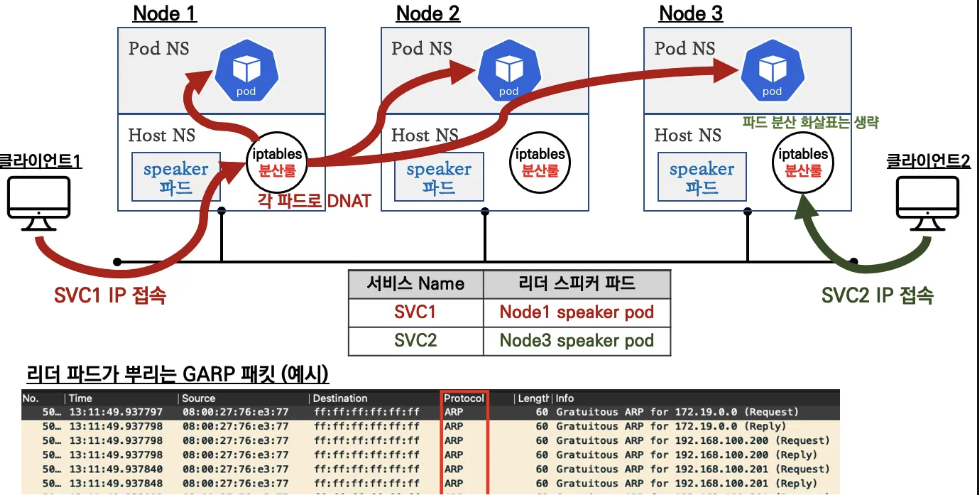 Node 1
Node 2
Node 3
Pod NS
pod
Pod NS
pod
Pod NS
pod
파드 분산 화살표는 생략
Host NS
Host NS
Host NS
클라이언트1
speaker
파드
iptables
분산룰
speaker
파드
iptables
분산룰
speaker
파드
iptables
분산룰
클라이언트2
각 파드로 DNAT
SVC1 IP 접속
SVC2 IP 접속
서비스 Name 리더 스피커 파드
SVC1 Node1 speaker pod
SVC2 Node3 speaker pod
리더 파드가 뿌리는 GARP 패킷 (예시)
No. Time Source Destination Protocol Length Info
50… 13:11:49.937797 08:00:27:76:e3:77 ff:ff:ff:ff:ff:ff ARP 60 Gratuitous ARP for 172.19.0.0 (Request)
50… 13:11:49.937798 08:00:27:76:e3:77 ff:ff:ff:ff:ff:ff ARP 60 Gratuitous ARP for 172.19.0.0 (Reply)
50… 13:11:49.937798 08:00:27:76:e3:77 ff:ff:ff:ff:ff:ff ARP 60 Gratuitous ARP for 192.168.100.200 (Request)
50… 13:11:49.937798 08:00:27:76:e3:77 ff:ff:ff:ff:ff:ff ARP 60 Gratuitous ARP for 192.168.100.200 (Reply)
50… 13:11:49.937840 08:00:27:76:e3:77 ff:ff:ff:ff:ff:ff ARP 60 Gratuitous ARP for 192.168.100.201 (Request)
50… 13:11:49.937848 08:00:27:76:e3:77 ff:ff:ff:ff:ff:ff ARP 60 Gratuitous ARP for 192.168.100.201 (Reply)